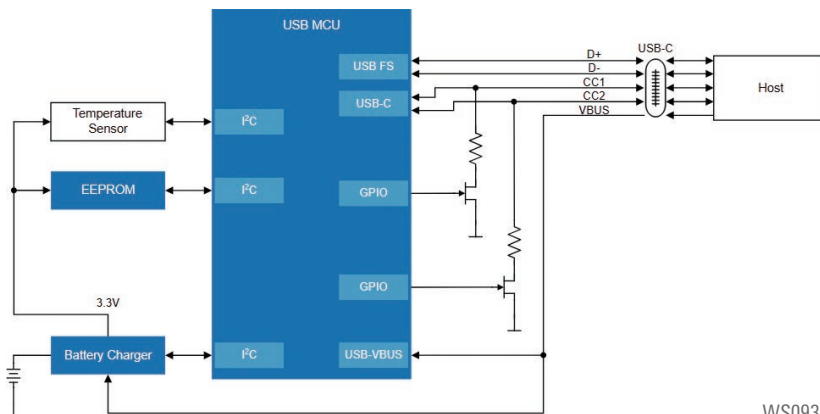 USB MCU
USB FS
USB-C
D+
D-
CC1
CC2
VBUS
USB-C
Host
Temperature
Sensor
I²C
EEPROM
I²C
GPIO
GPIO
3.3V
Battery Charger
I²C
USB-VBUS
WS093